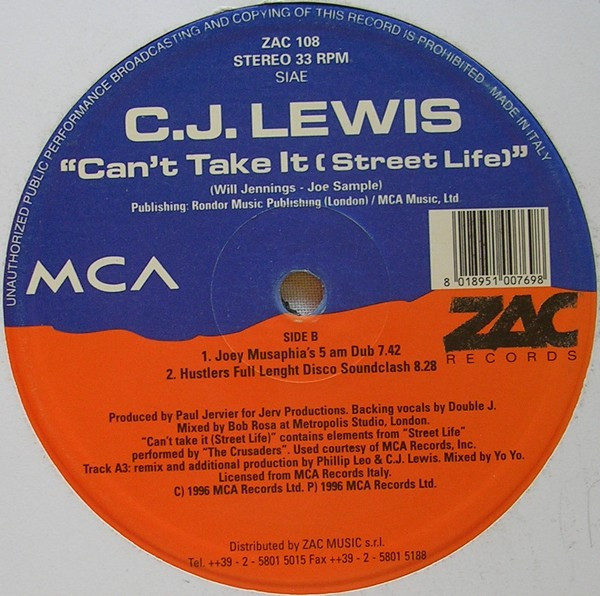 UNAUTHORIZED PUBLIC PERFORMANCE BROADCASTING AND COPYING OF THIS RECORD IS PROHIBITED - MADE IN ITALY
ZAC 108
STEREO 33 RPM
SIAE
C.J. LEWIS
"Can't Take It (Street Life)"
(Will Jennings - Joe Sample)
Publishing: Rondor Music Publishing (London) / MCA Music, Ltd
MCA
8 018951 007698
ZAC
RECORDS
SIDE B
1. Joey Musaphia's 5 am Dub 7.42
2. Hustlers Full Lenght Disco Soundclash 8.28
Produced by Paul Jervier for Jerv Productions. Backing vocals by Double J.
Mixed by Bob Rosa at Metropolis Studio, London.
"Can't take it (Street Life)" contains elements from "Street Life"
performed by "The Crusaders". Used courtesy of MCA Records, Inc.
Track A3: remix and additional production by Phillip Leo & C.J. Lewis. Mixed by Yo Yo.
Licensed from MCA Records Italy.
C) 1996 MCA Records Ltd. P) 1996 MCA Records Ltd.
Distributed by ZAC MUSIC s.r.l.
Tel. ++39 - 2 - 5801 5015 Fax ++39 - 2 - 5801 5188